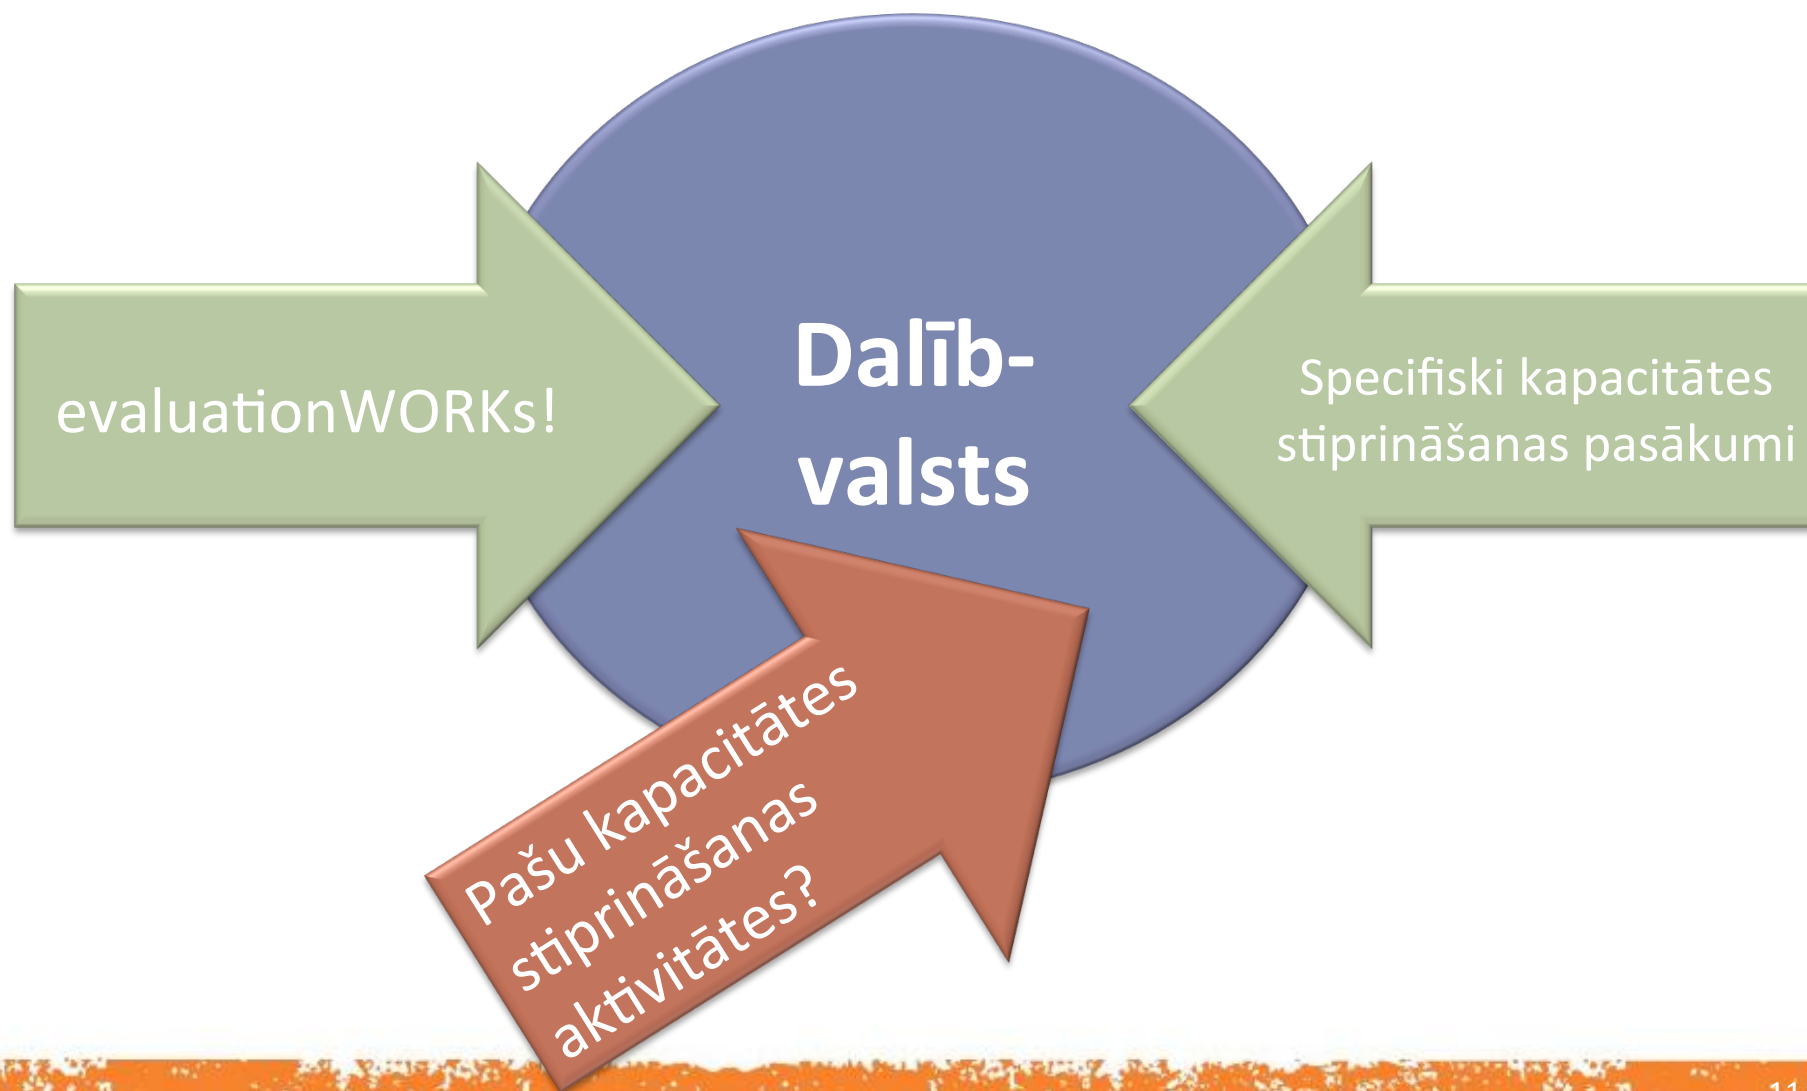 evaluationWORKs!
Dalīb-
valsts
Specifiski kapacitātes
stiprināšanas pasākumi
Pašu kapacitātes
stiprināšanas
aktivitātes?